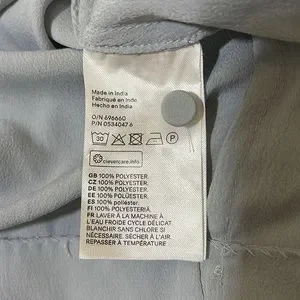 Made in India
Fabriqué en Inde
Hecho en India
O/N 696660
P/N 0534047 6
30
P
clevercare.info
GB 100% POLYESTER.
CZ 100% POLYESTER.
DE 100% POLYESTER.
EE 100% POLÜESTER.
ES 100% POLIÉSTER.
FI 100% POLYESTERIÄ.
FR LAVER À LA MACHINE À
L'EAU FROIDE CYCLE DÉLICAT.
BLANCHIR SANS CHLORE SI
NÉCESSAIRE. SÉCHER À L'AIR
REPASSER À TEMPÉRATURE